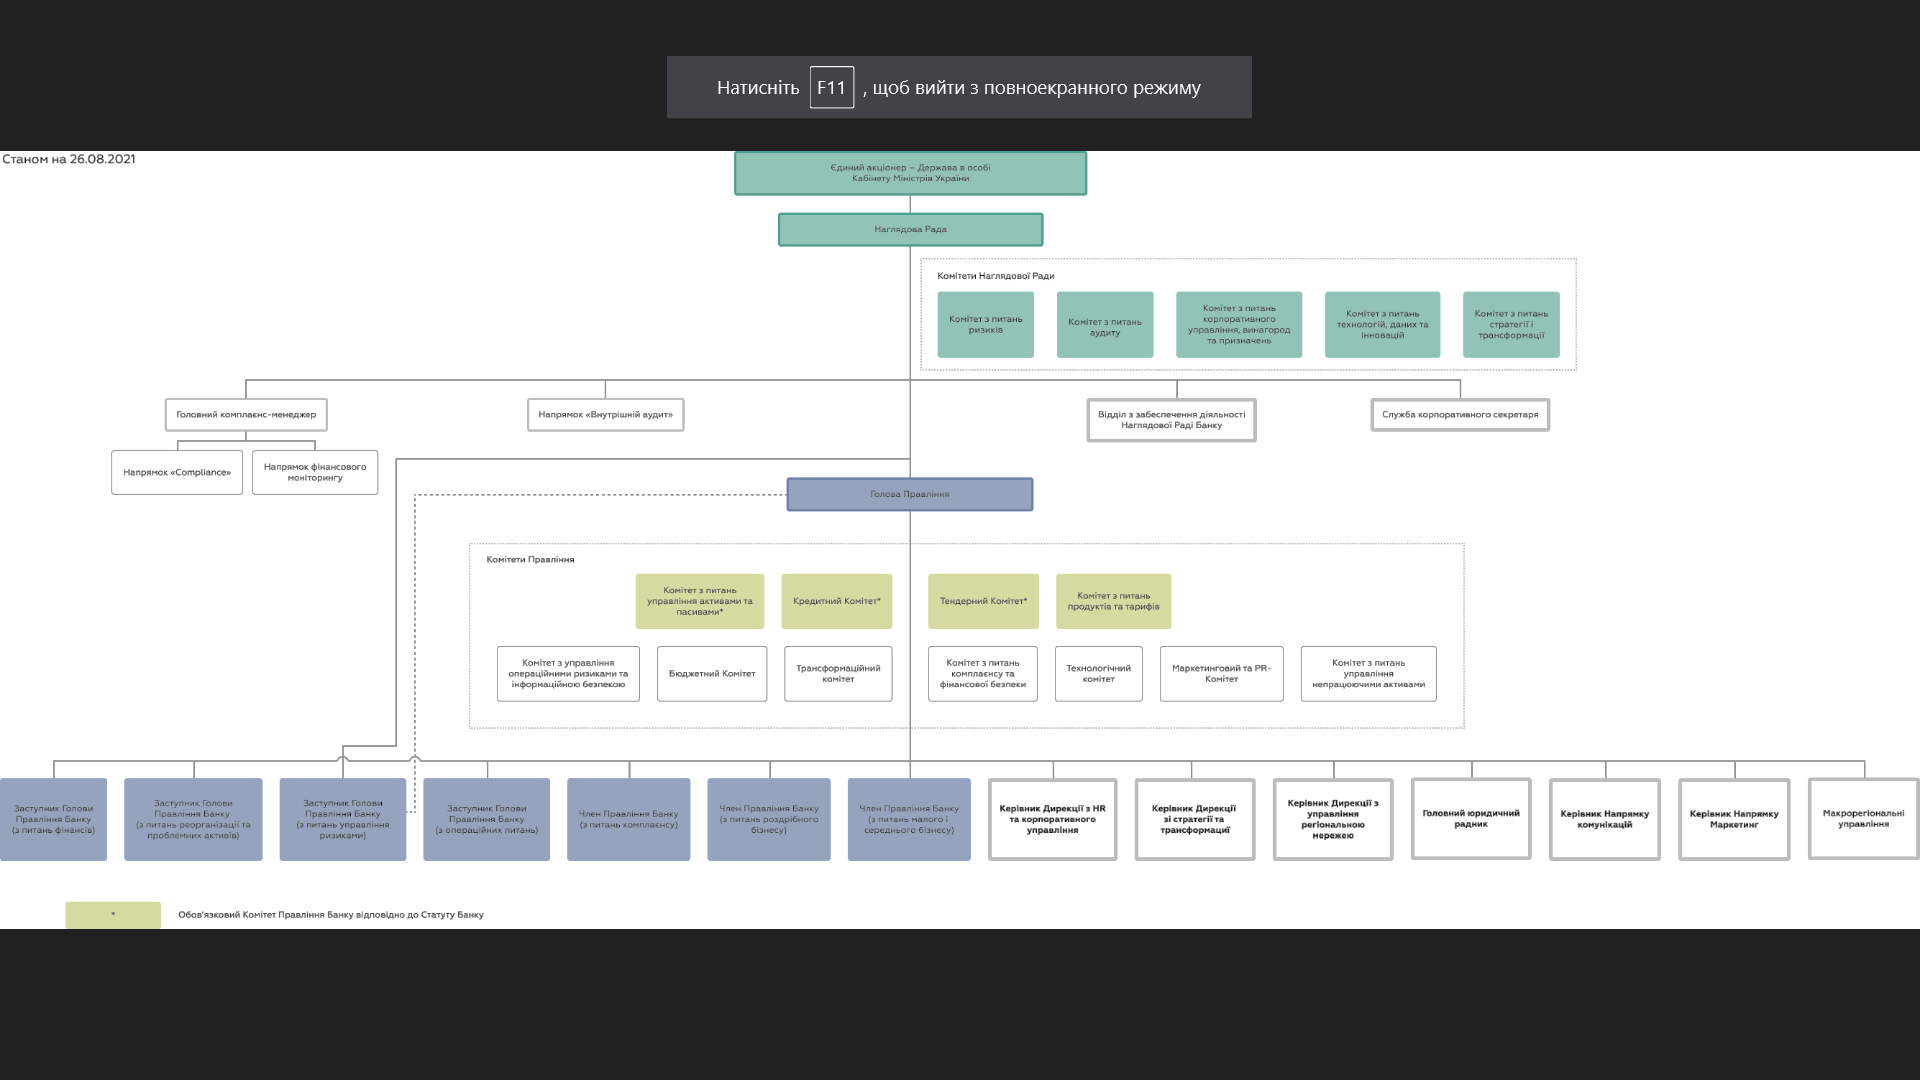 Натисніть F11 , щоб вийти з повноекранного режиму
Станом на 26.08.2021
Єдиний акціонер – Держава в особі
Кабінету Міністрів України
Наглядова Рада
Комітети Наглядової Ради
Комітет з питань
ризиків
Комітет з питань
аудиту
Комітет з питань
корпоративного
управління, винагород
та призначень
Комітет з питань
технологій, даних та
інновацій
Комітет з питань
стратегії і
трансформації
Головний комплаєнс-менеджер
Напрямок «Внутрішній аудит»
Відділ з забезпечення діяльності
Наглядової Раді Банку
Служба корпоративного секретаря
Напрямок «Compliance»
Напрямок фінансового
моніторингу
Голова Правління
Комітети Правління
Комітет з питань
управління активами та
пасивами*
Кредитний Комітет*
Тендерний Комітет*
Комітет з питань
продуктів та тарифів
Комітет з управління
операційними ризиками та
інформаційною безпекою
Бюджетний Комітет
Трансформаційний
комітет
Комітет з питань
комплаєнсу та
фінансової безпеки
Технологічний
комітет
Маркетинговий та PR-
Комітет
Комітет з питань
управління
непрацюючими активами
Заступник Голови
Правління Банку
(з питань фінансів)
Заступник Голови
Правління Банку
(з питань реорганізації та
проблемних активів)
Заступник Голови
Правління Банку
(з питань управління
ризиками)
Заступник Голови
Правління Банку
(з операційних питань)
Член Правління Банку
(з питань комплаєнсу)
Член Правління Банку
(з питань роздрібного
бізнесу)
Член Правління Банку
(з питань малого і
середнього бізнесу)
Керівник Дирекції з HR
та корпоративного
управління
Керівник Дирекції
зі стратегії та
трансформації
Керівник Дирекції з
управління
регіональною
мережею
Головний юридичний
радник
Керівник Напрямку
комунікацій
Керівник Напрямку
Маркетинг
Макрорегіональні
управління
*
Обов'язковий Комітет Правління Банку відповідно до Статуту Банку